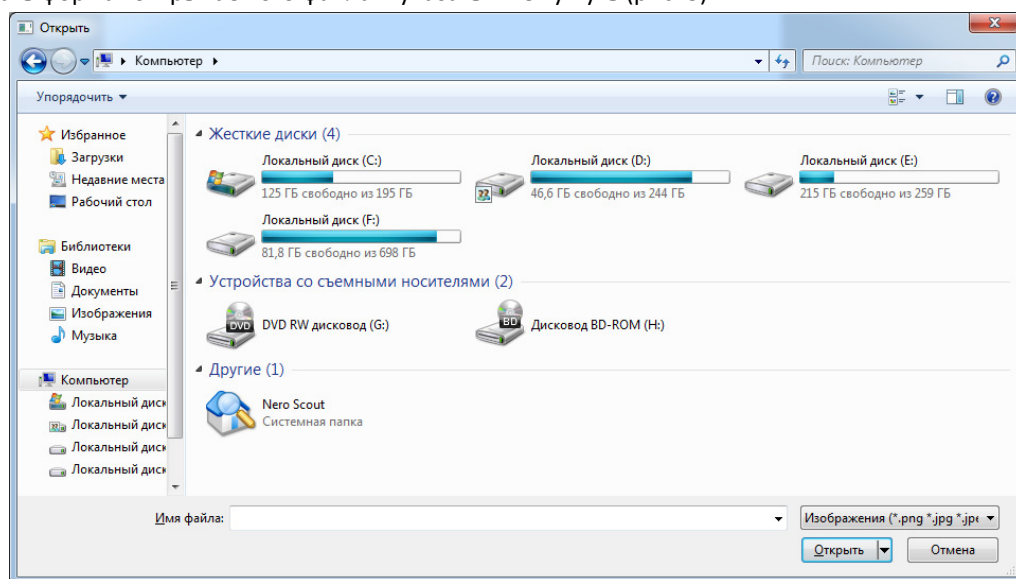 Открыть
Компьютер
Поиск: Компьютер
Упорядочить
Избранное
Загрузки
Недавние места
Рабочий стол
Библиотеки
Видео
Документы
Изображения
Музыка
Компьютер
Локальный диск
Локальный диск
Локальный диск
Локальный диск
Жесткие диски (4)
Локальный диск (C:)
125 ГБ свободно из 195 ГБ
Локальный диск (D:)
46,6 ГБ свободно из 244 ГБ
Локальный диск (E:)
215 ГБ свободно из 259 ГБ
Локальный диск (F:)
81,8 ГБ свободно из 698 ГБ
Устройства со съемными носителями (2)
DVD
DVD RW дисковод (G:)
BD
Дисковод BD-ROM (H:)
Другие (1)
Nero Scout
Системная папка
Имя файла:
Изображения (*.png *.jpg *.jpe
Открыть
Отмена